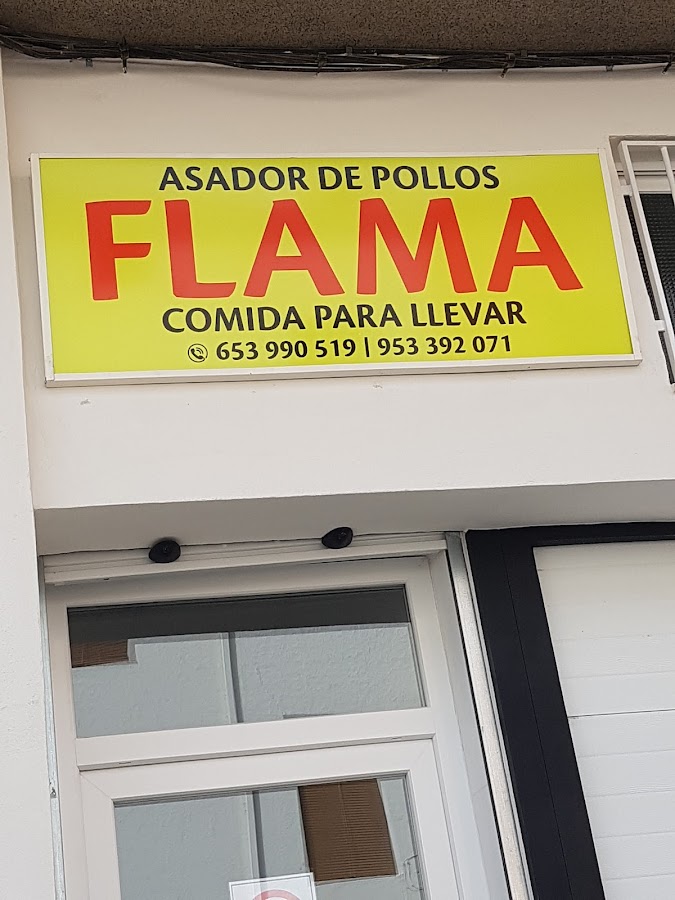 ASADOR DE POLLOS
FLAMA
COMIDA PARA LLEVAR
653 990 519 | 953 392 071